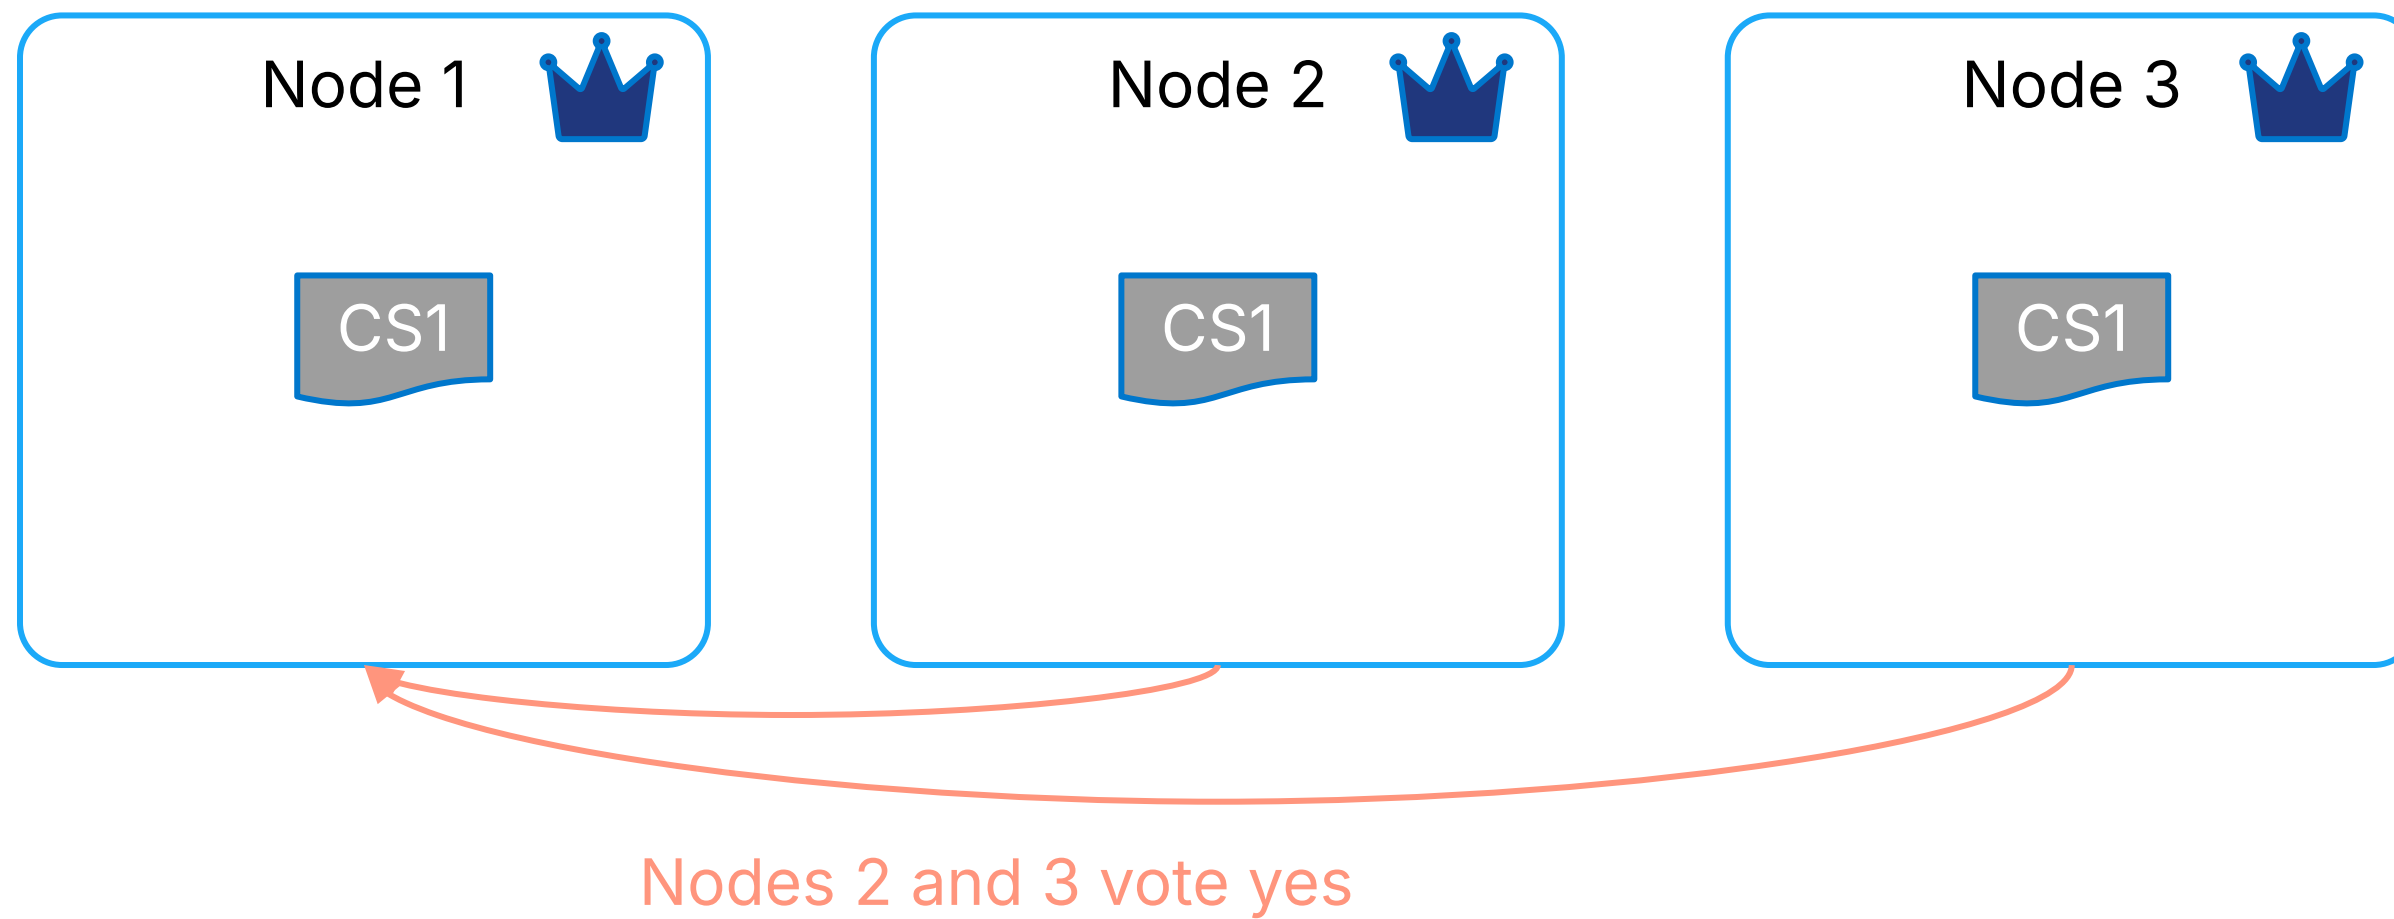 Node 1
Node 2
Node 3
CS1
CS1
CS1
Nodes 2 and 3 vote yes